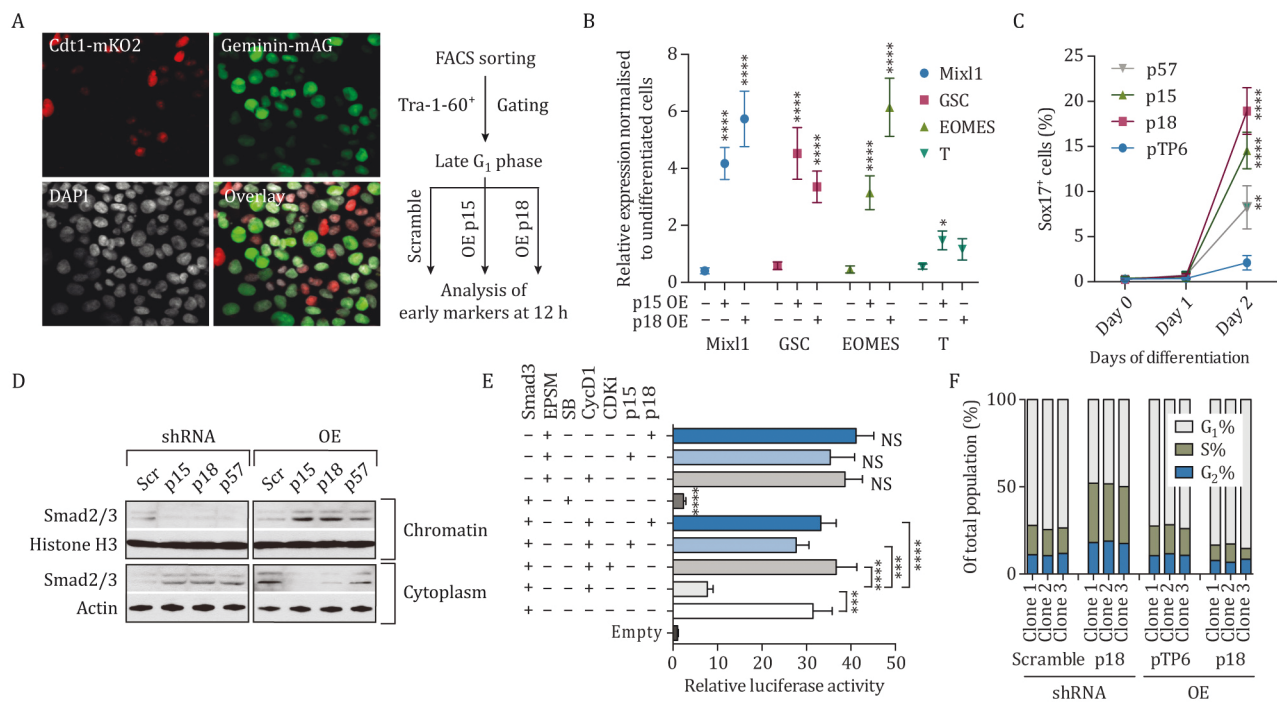 A
Cdt1-mKO2
Geminin-mAG
DAPI
Overlay
FACS sorting
Tra-1-60+ Gating
Late G1 phase
Scramble
OE p15
OE p18
Analysis of
early markers at 12 h
B
Relative expression normalised
to undifferentiated cells
8
6
4
2
0
**** **** **** **** **** **** *
Mixl1
GSC
EOMES
T
p15 OE – + – – + – – + – – + –
p18 OE – – + – – + – – + – – +
Mixl1 GSC EOMES T
C
Sox17+ cells (%)
25
20
15
10
5
0
p57
p15
p18
pTP6
****
****
**
Day 0 Day 1 Day 2
Days of differentiation
D
shRNA OE
Scr p15 p18 p57 Scr p15 p18 p57
Smad2/3
Histone H3
Chromatin
Smad2/3
Actin
Cytoplasm
E
Smad3 EPSM SB CycD1 CDKi p15 p18
– + – – – – + NS
– + – – – + – NS
– + – + – – – NS
+ – + – – – – ****
+ – – + – – +
+ – – + – + –
+ – – + + – –
+ – – + – – –
+ – – – – – –
Empty
**** *** ****
***
0 10 20 30 40 50
Relative luciferase activity
F
Of total population (%)
100
50
0
G1%
S%
G2%
Clone 1 Clone 2 Clone 3 Clone 1 Clone 2 Clone 3 Clone 1 Clone 2 Clone 3 Clone 1 Clone 2 Clone 3
Scramble p18 pTP6 p18
shRNA OE